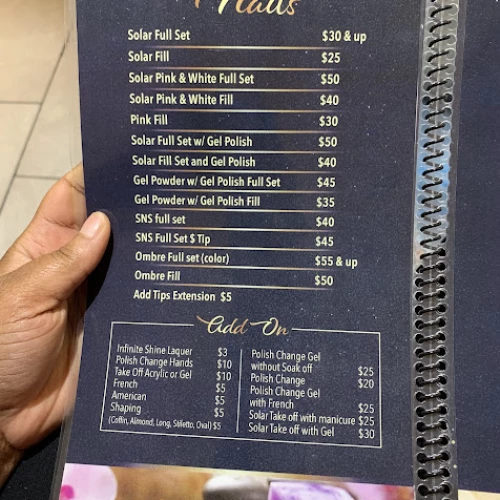 Nails
Solar Full Set $30 & up
Solar Fill $25
Solar Pink & White Full Set $50
Solar Pink & White Fill $40
Pink Fill $30
Solar Full Set w/ Gel Polish $50
Solar Fill Set and Gel Polish $40
Gel Powder w/ Gel Polish Full Set $45
Gel Powder w/ Gel Polish Fill $35
SNS full set $40
SNS Full Set $ Tip $45
Ombre Full set (color) $55 & up
Ombre Fill $50
Add Tips Extension $5
Add On
Infinite Shine Laquer $3
Polish Change Hands $10
Take Off Acrylic or Gel $10
French $5
American $5
Shaping $5
(Coffin, Almond, Long, Stiletto, Oval) $5
Polish Change Gel
without Soak off $25
Polish Change $20
Polish Change Gel
with French $25
Solar Take off with manicure $25
Solar Take off with Gel $30